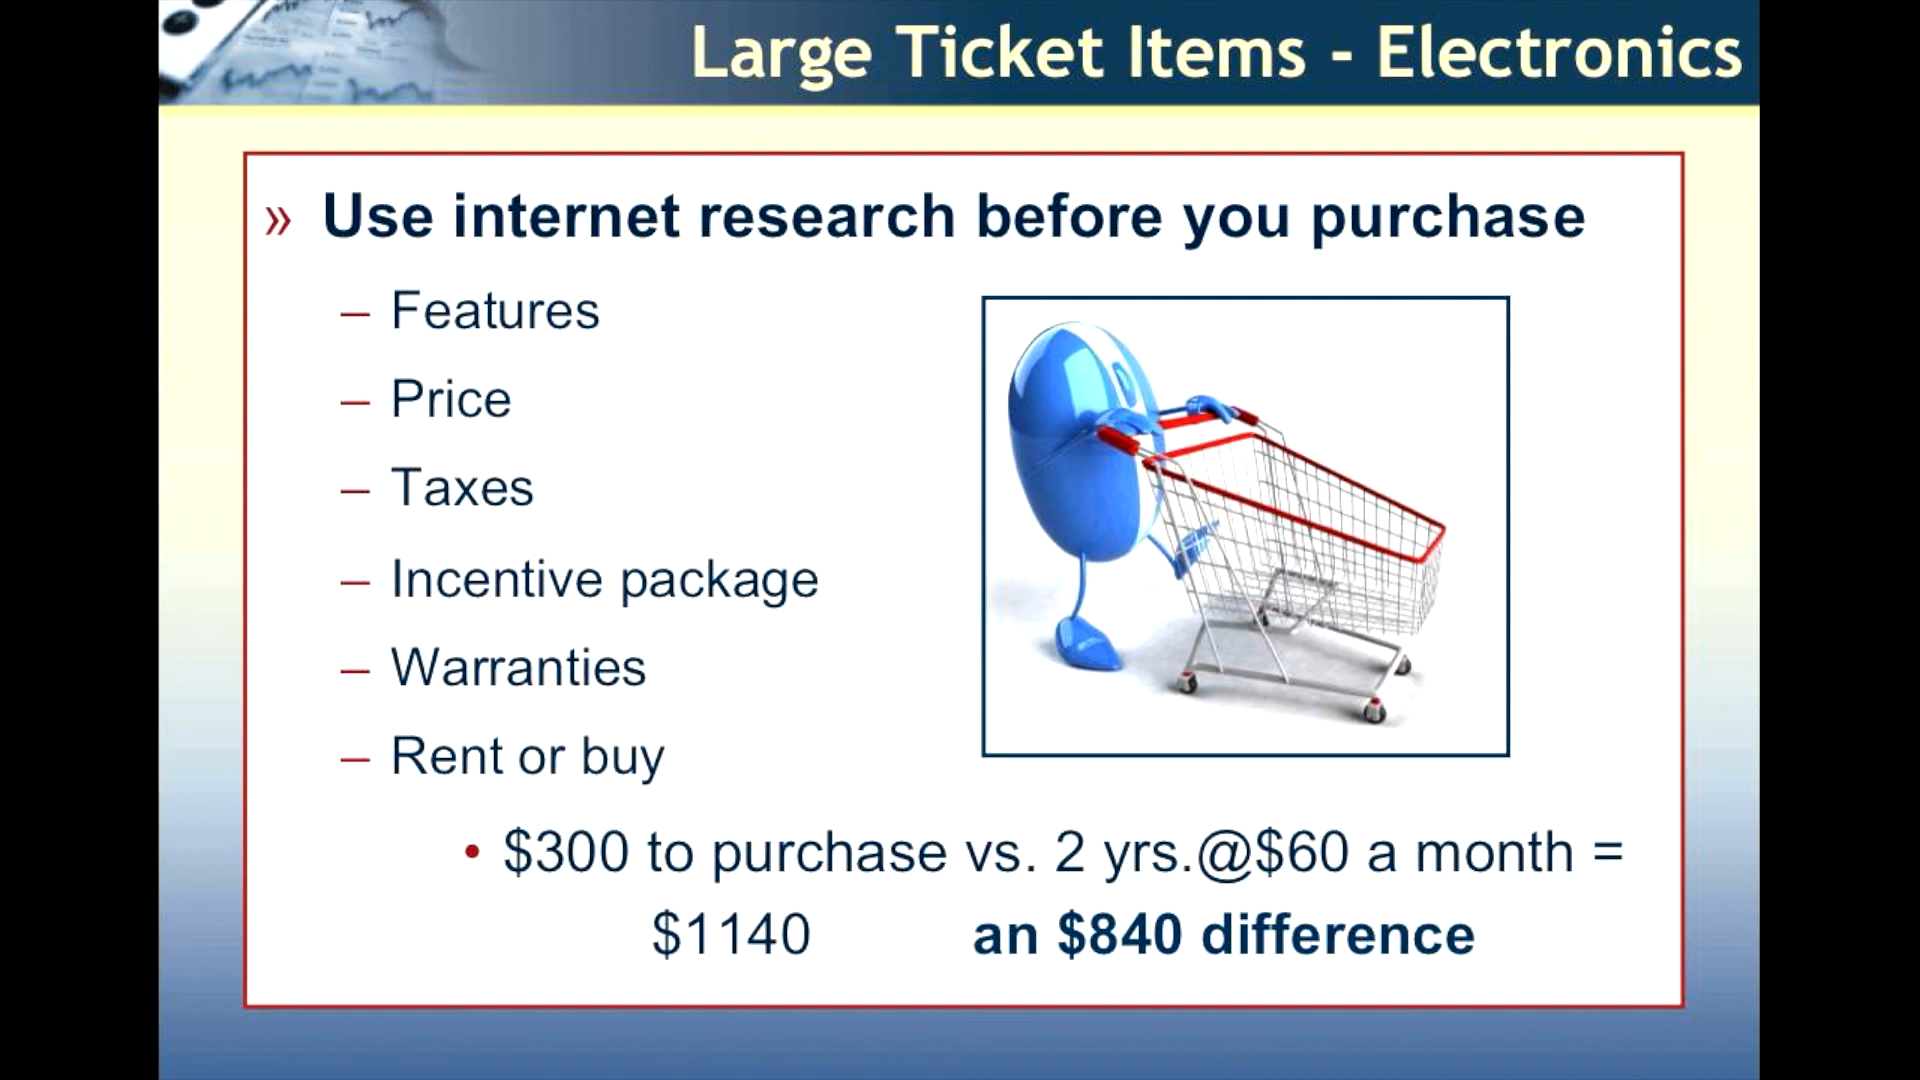 Large Ticket Items - Electronics
» Use internet research before you purchase
– Features
– Price
– Taxes
– Incentive package
– Warranties
– Rent or buy
• $300 to purchase vs. 2 yrs.@$60 a month =
$1140 an $840 difference